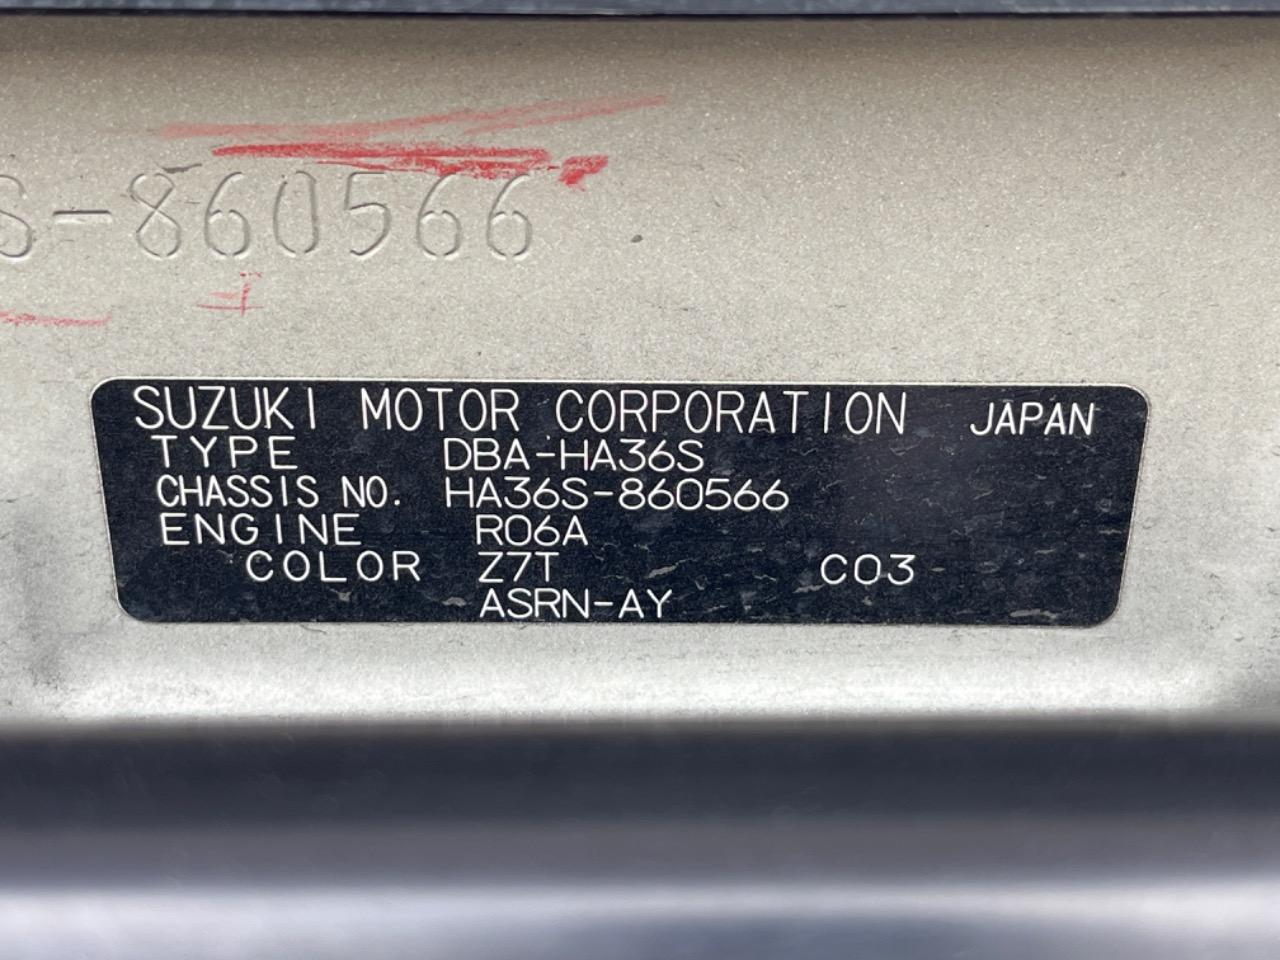 S-860566
SUZUKI MOTOR CORPORATION JAPAN
TYPE DBA-HA36S
CHASSIS NO. HA36S-860566
ENGINE R06A
COLOR Z7T C03
ASRN-AY